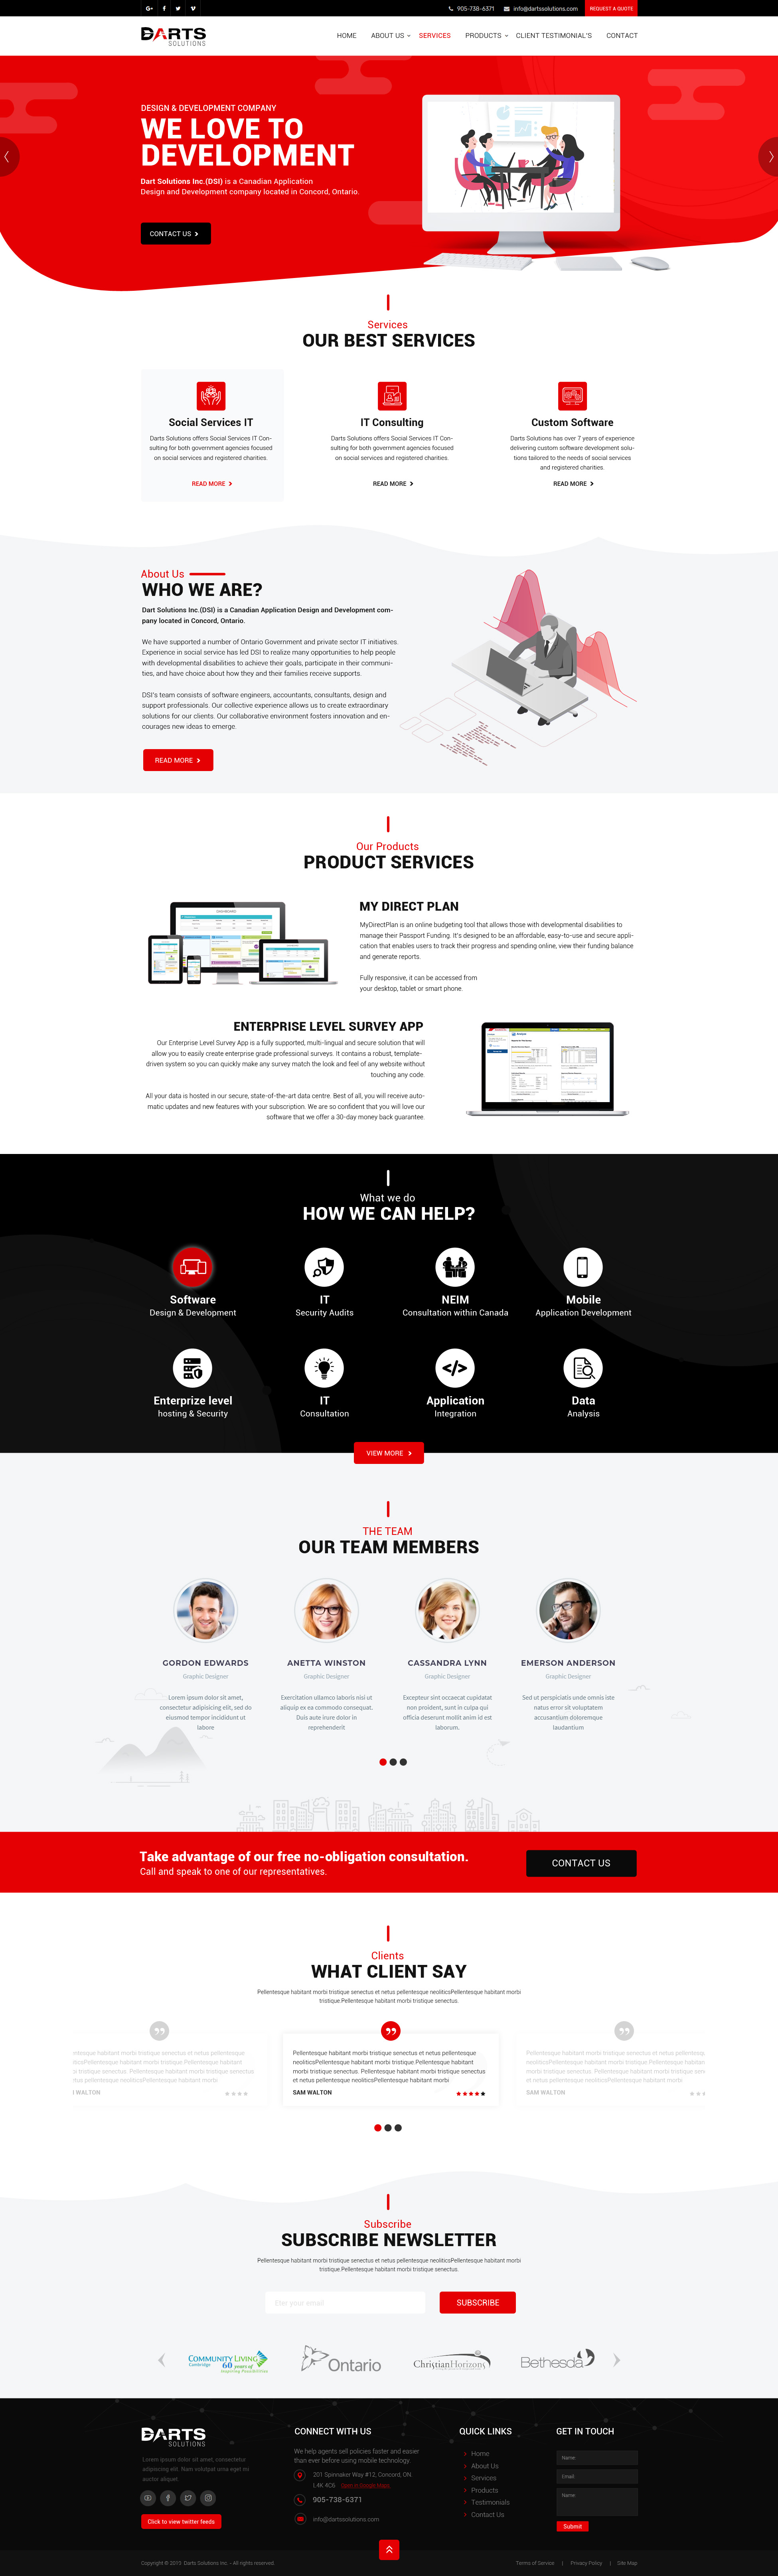 905-738-6371
info@dartssolutions.com
REQUEST A QUOTE
DARTS
SOLUTIONS
HOME
ABOUT US
SERVICES
PRODUCTS
CLIENT TESTIMONIAL'S
CONTACT
DESIGN & DEVELOPMENT COMPANY
WE LOVE TO
DEVELOPMENT
Dart Solutions Inc.(DSI) is a Canadian Application
Design and Development company located in Concord, Ontario.
CONTACT US
Services
OUR BEST SERVICES
Social Services IT
Darts Solutions offers Social Services IT Con-
sulting for both government agencies focused
on social services and registered charities.
READ MORE
IT Consulting
Darts Solutions offers Social Services IT Con-
sulting for both government agencies focused
on social services and registered charities.
READ MORE
Custom Software
Darts Solutions has over 7 years of experience
delivering custom software development solu-
tions tailored to the needs of social services
and registered charities.
READ MORE
About Us
WHO WE ARE?
Dart Solutions Inc.(DSI) is a Canadian Application Design and Development com-
pany located in Concord, Ontario.
We have supported a number of Ontario Government and private sector IT initiatives.
Experience in social service has led DSI to realize many opportunities to help people
with developmental disabilities to achieve their goals, participate in their communi-
ties, and have choice about how they and their families receive supports.
DSI's team consists of software engineers, accountants, consultants, design and
support professionals. Our collective experience allows us to create extraordinary
solutions for our clients. Our collaborative environment fosters innovation and en-
courages new ideas to emerge.
READ MORE
Our Products
PRODUCT SERVICES
MY DIRECT PLAN
MyDirectPlan is an online budgeting tool that allows those with developmental disabilities to
manage their Passport Funding. It's designed to be an affordable, easy-to-use and secure appli-
cation that enables users to track their progress and spending online, view their funding balance
and generate reports.
Fully responsive, it can be accessed from
your desktop, tablet or smart phone.
ENTERPRISE LEVEL SURVEY APP
Our Enterprise Level Survey App is a fully supported, multi-lingual and secure solution that will
allow you to easily create enterprise grade professional surveys. It contains a robust, template-
driven system so you can quickly make any survey match the look and feel of any website without
touching any code.
All your data is hosted in our secure, state-of-the-art data centre. Best of all, you will receive auto-
matic updates and new features with your subscription. We are so confident that you will love our
software that we offer a 30-day money back guarantee.
What we do
HOW WE CAN HELP?
Software
Design & Development
IT
Security Audits
NEIM
Consultation within Canada
Mobile
Application Development
Enterprize level
hosting & Security
IT
Consultation
Application
Integration
Data
Analysis
VIEW MORE
THE TEAM
OUR TEAM MEMBERS
GORDON EDWARDS
Graphic Designer
Lorem ipsum dolor sit amet,
consectetur adipisicing elit, sed do
eiusmod tempor incididunt ut
labore
ANETTA WINSTON
Graphic Designer
Exercitation ullamco laboris nisi ut
aliquip ex ea commodo consequat.
Duis aute irure dolor in
reprehenderit
CASSANDRA LYNN
Graphic Designer
Excepteur sint occaecat cupidatat
non proident, sunt in culpa qui
officia deserunt mollit anim id est
laborum.
EMERSON ANDERSON
Graphic Designer
Sed ut perspiciatis unde omnis iste
natus error sit voluptatem
accusantium doloremque
laudantium
Take advantage of our free no-obligation consultation.
Call and speak to one of our representatives.
CONTACT US
Clients
WHAT CLIENT SAY
Pellentesque habitant morbi tristique senectus et netus pellentesque neoliticsPellentesque habitant morbi
tristique.Pellentesque habitant morbi tristique senectus.
ntesque habitant morbi tristique senectus et netus pellentesque
iticsPellentesque habitant morbi tristique.Pellentesque habitant
i tristique senectus. Pellentesque habitant morbi tristique senectus
tus pellentesque neoliticsPellentesque habitant morbi
WALTON
Pellentesque habitant morbi tristique senectus et netus pellentesque
neoliticsPellentesque habitant morbi tristique.Pellentesque habitant
morbi tristique senectus. Pellentesque habitant morbi tristique senectus
et netus pellentesque neoliticsPellentesque habitant morbi
SAM WALTON
Pellentesque habitant morbi tristique senectus et netus pellentesq
neoliticsPellentesque habitant morbi tristique.Pellentesque habitan
morbi tristique senectus. Pellentesque habitant morbi tristique sen
et netus pellentesque neoliticsPellentesque habitant morbi
SAM WALTON
Subscribe
SUBSCRIBE NEWSLETTER
Pellentesque habitant morbi tristique senectus et netus pellentesque neoliticsPellentesque habitant morbi
tristique.Pellentesque habitant morbi tristique senectus.
Eter your email
SUBSCRIBE
COMMUNITY LIVING
Cambridge
60 years of
Inspiring Possibilities
Ontario
Christian Horizons
Bethesda
DARTS
SOLUTIONS
Lorem ipsum dolor sit amet, consectetur
adipisicing elit, sed do volutpat uma eget mi
auctor aliquet.
Click to view twitter feeds
CONNECT WITH US
We help agents sell policies faster and easier
than ever before using mobile technology.
201 Spinnaker Way #12, Concord, ON.
L4K 4C6 Open in Google Maps
905-738-6371
info@dartssolutions.com
QUICK LINKS
Home
About Us
Services
Products
Testimonials
Contact Us
GET IN TOUCH
Name
Email
Name
Submit
Copyright © 2015 Darts Solutions Inc. - All rights reserved.
Terms of Service | Privacy Policy | Site Map